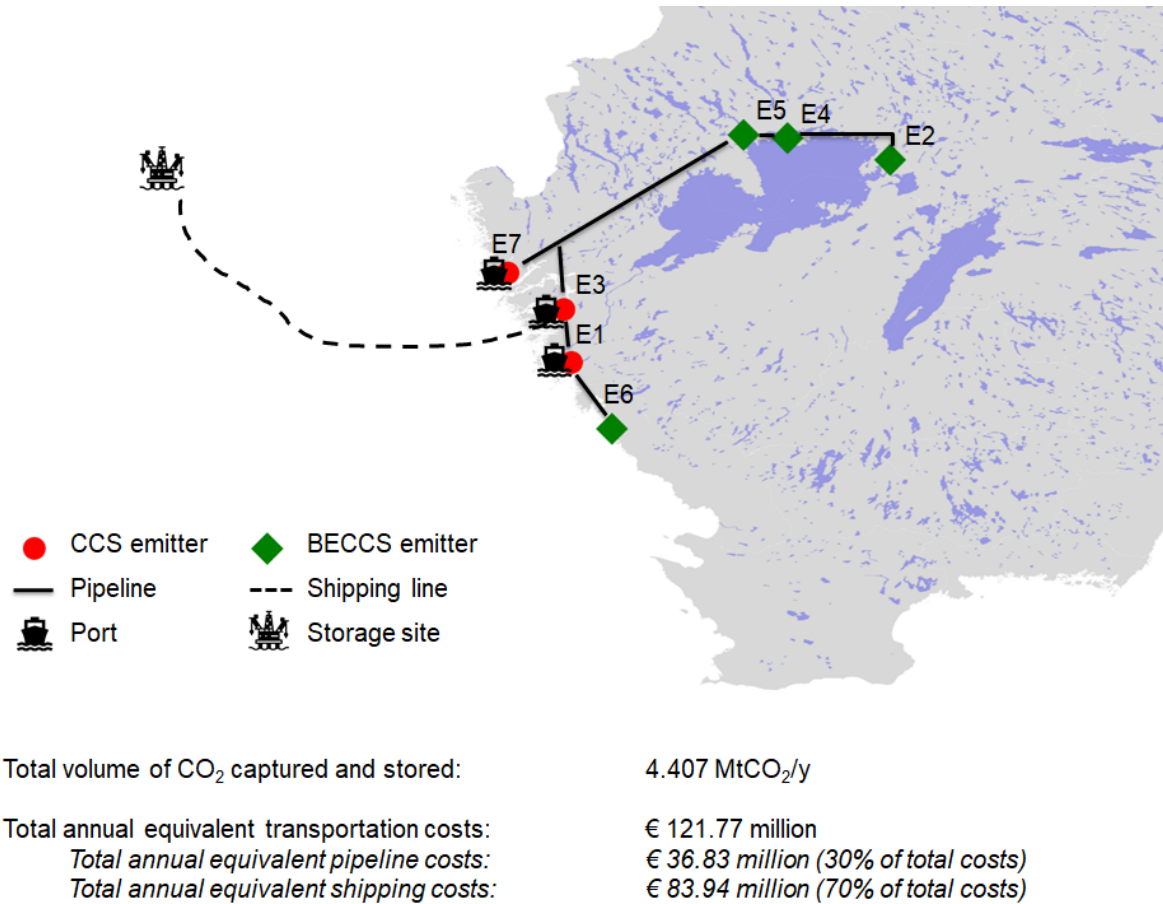 E5
E4
E2
E7
E3
E1
E6
CCS emitter
BECCS emitter
Pipeline
Shipping line
Port
Storage site
Total volume of CO₂ captured and stored: 4.407 MtCO₂/y
Total annual equivalent transportation costs: € 121.77 million
Total annual equivalent pipeline costs: € 36.83 million (30% of total costs)
Total annual equivalent shipping costs: € 83.94 million (70% of total costs)